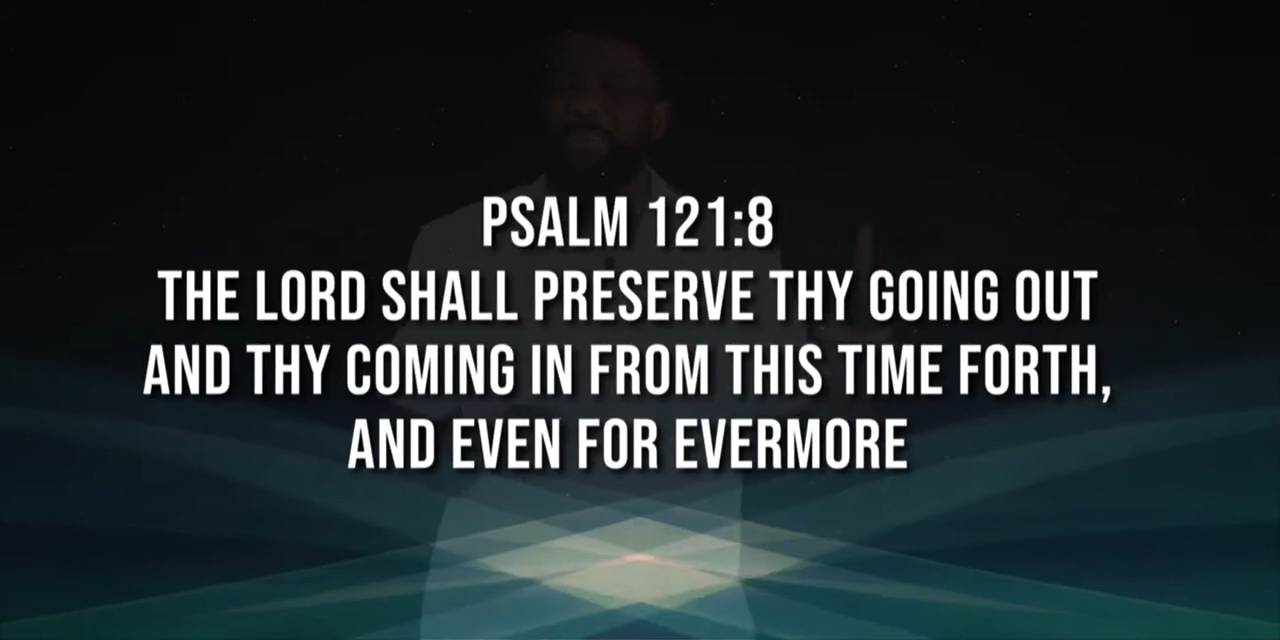 PSALM 121:8
THE LORD SHALL PRESERVE THY GOING OUT
AND THY COMING IN FROM THIS TIME FORTH,
AND EVEN FOR EVERMORE